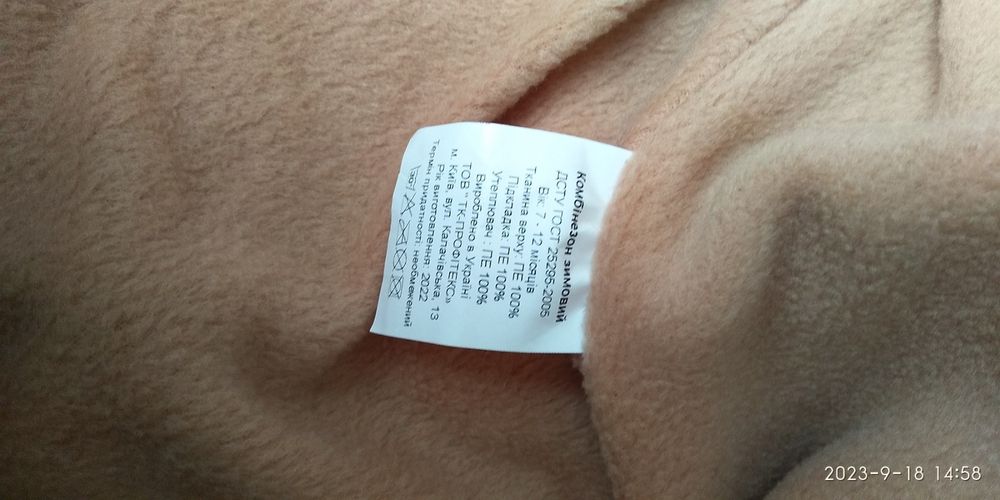 Комбінезон зимовий
ДСТУ ГОСТ 25295-2005
Вік: 7 - 12 місяців
Тканина верху: ПЕ 100%
Підкладка: ПЕ 100%
Утеплювач : ПЕ 100%
Вироблено в Україні
ТОВ " ТК-ПРОФІТЕКС»
м. Київ, вул. Калачівська, 13
Рік виготовлення: 2022
Термін придатності: необмежений
30°
2023-9-18 14:58